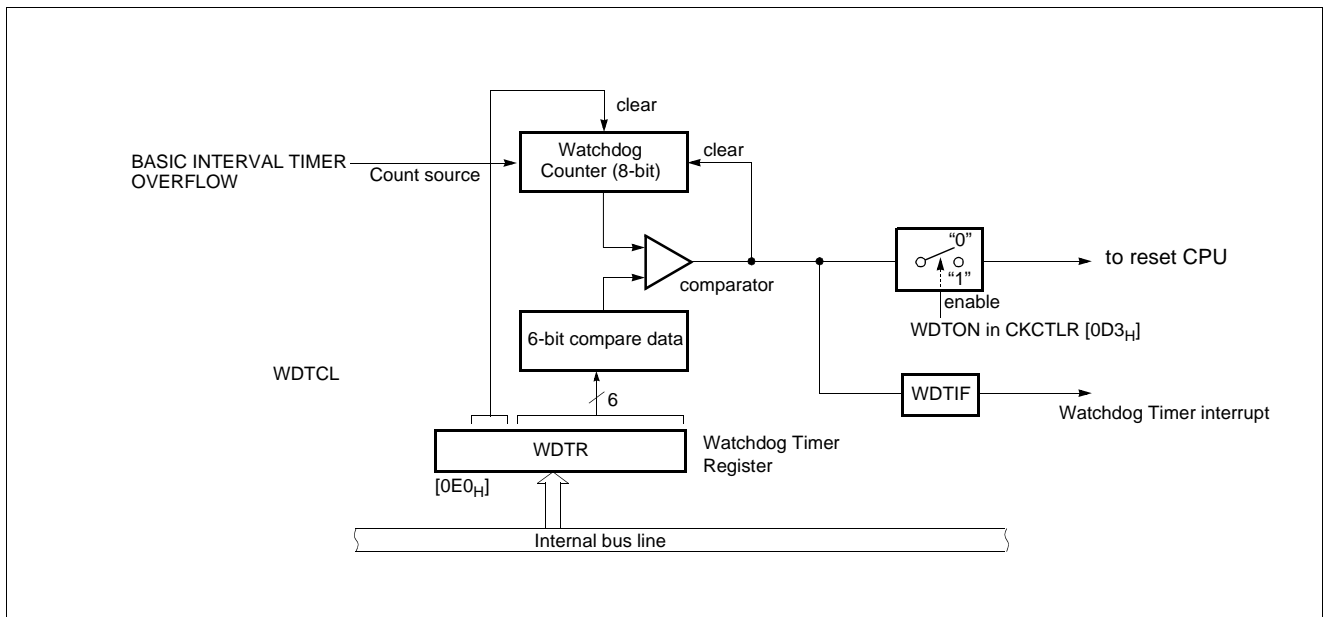 clear
BASIC INTERVAL TIMER
OVERFLOW
Count source
Watchdog
Counter (8-bit)
clear
comparator
“0”
“1”
to reset CPU
enable
WDTON in CKCTLR [0D3H]
6-bit compare data
WDTCL
6
WDTIF
Watchdog Timer interrupt
WDTR
Watchdog Timer
Register
[0E0H]
Internal bus line